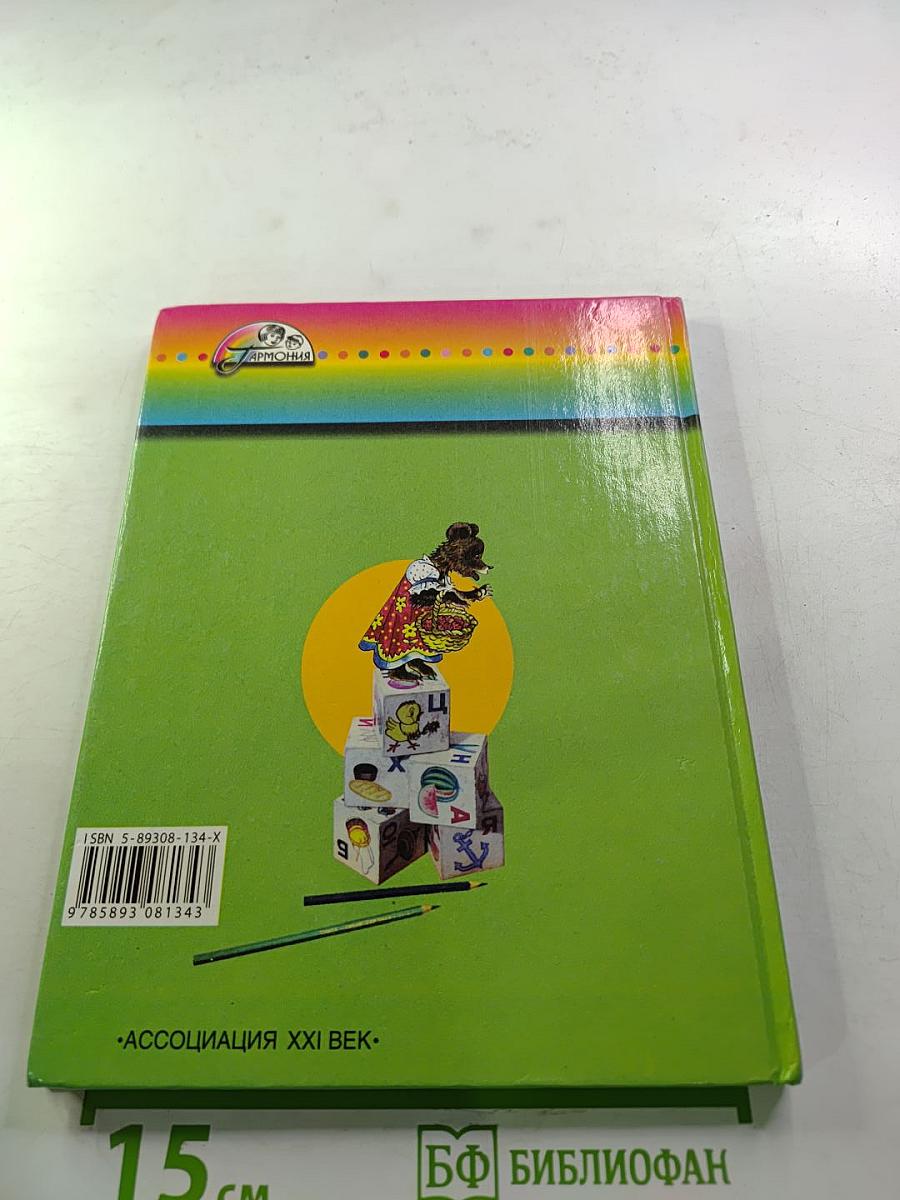 ГАРМОНИЯ
Ц
И
Х
Н
А
Я
ISBN 5-89308-134-X
9 785893 081343
•АССОЦИАЦИЯ XXI ВЕК•
15 см
БФ БИБЛИОФАН